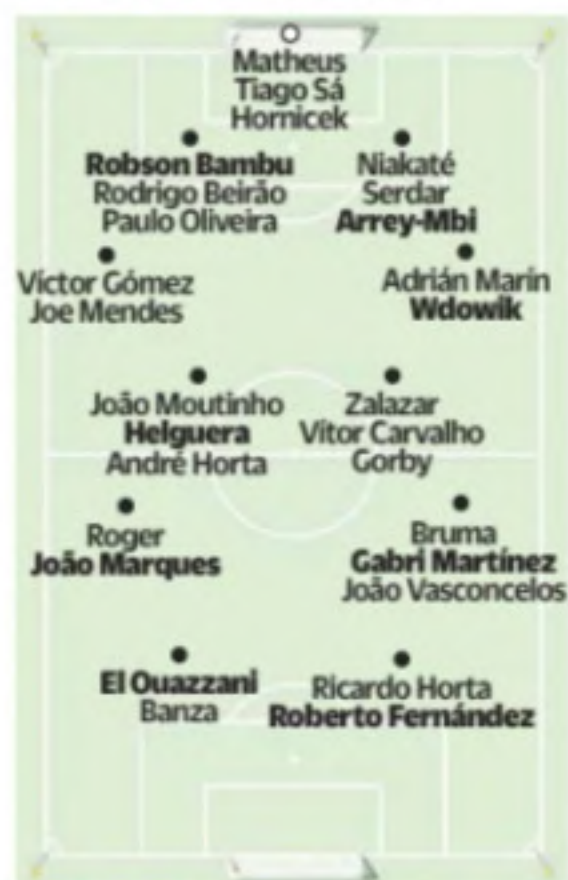 Matheus
Tiago Sá
Hornicek
Robson Bambu
Rodrigo Beirão
Paulo Oliveira
Niakaté
Serdar
Arrey-Mbi
Víctor Gómez
Joe Mendes
Adrián Marín
Wdowik
João Moutinho
Helguera
André Horta
Zalazar
Vítor Carvalho
Gorby
Roger
João Marques
Bruma
Gabri Martínez
João Vasconcelos
El Ouazzani
Banza
Ricardo Horta
Roberto Fernández